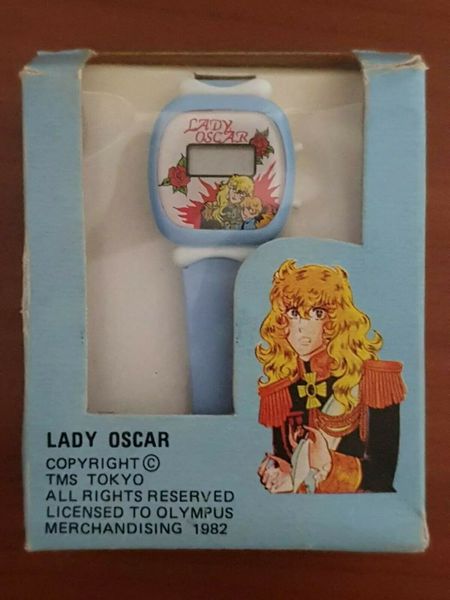 LADY
OSCAR
LADY OSCAR
COPYRIGHT ©
TMS TOKYO
ALL RIGHTS RESERVED
LICENSED TO OLYMPUS
MERCHANDISING 1982